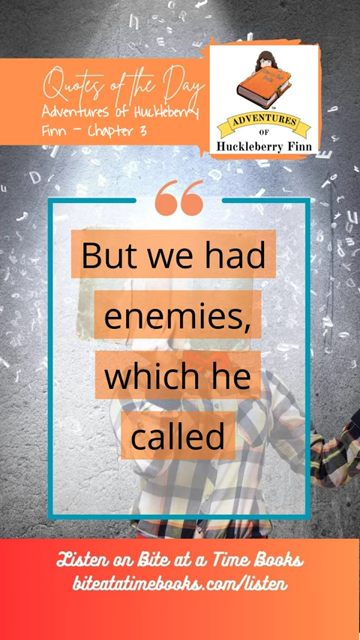 Quotes of the Day
Adventures of Huckleberry
Finn - Chapter 3
ADVENTURES
OF
Huckleberry Finn
“
But we had
enemies,
which he
called
Listen on Bite at a Time Books
biteatatimebooks.com/listen